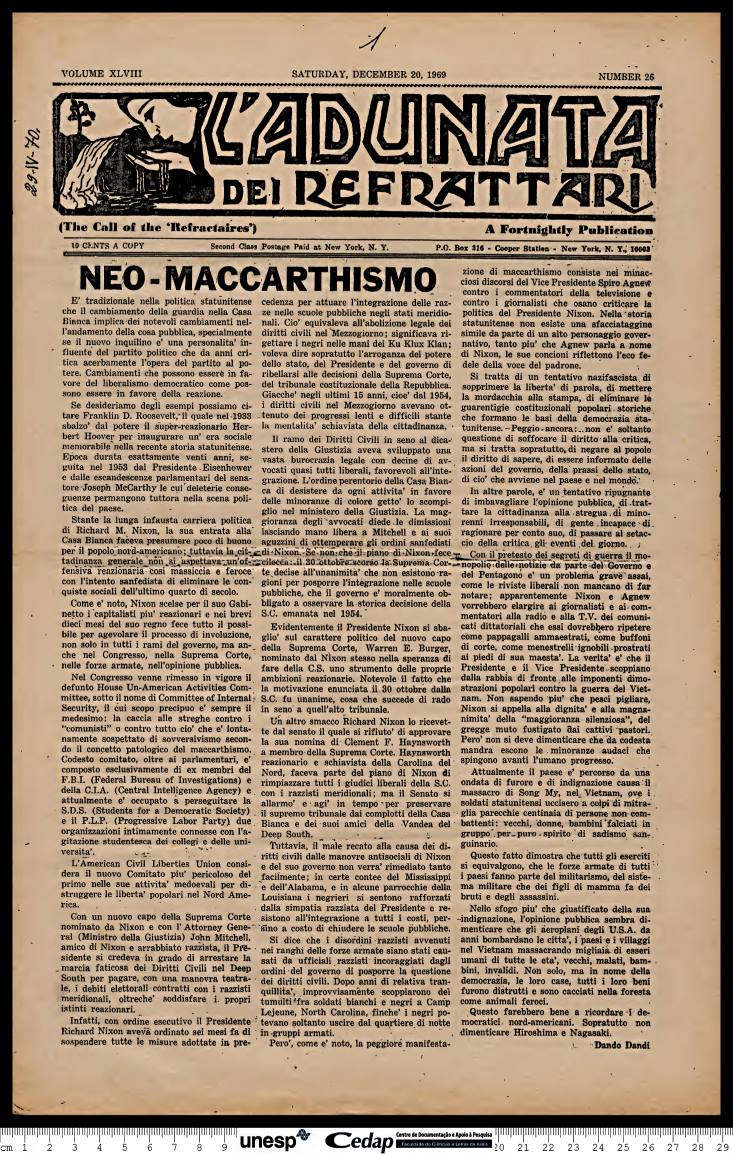 1
29-IV-70.
VOLUME XLVIII
SATURDAY, DECEMBER 20, 1969
NUMBER 26
L'ADUNATA
DEI REFRATTARI
(The Call of the 'Refractaires')
A Fortnightly Publication
10 CENTS A COPY
Second Class Postage Paid at New York, N. Y.
P.O. Box 316 - Cooper Station - New York, N. Y., 10003
NEO-MACCARTHISMO
E' tradizionale nella politica statunitense
che il cambiamento della guardia nella Casa
Bianca implica dei notevoli cambiamenti nel-
l'andamento della cosa pubblica, specialmente
se il nuovo inquilino e' una personalita' in-
fluente del partito politico che da anni cri-
tica acerbamente l'opera del partito al po-
tere. Cambiamenti che possono essere in fa-
vore del liberalismo democratico come pos-
sono essere in favore della reazione.
Se desideriamo degli esempi possiamo ci-
tare Franklin D. Roosevelt, il quale nel 1933
sbalzo' dal potere il super-reazionario Her-
bert Hoover per inaugurare un' era sociale
memorabile nella recente storia statunitense.
Epoca durata esattamente venti anni, se-
guita nel 1953 dal Presidente Eisenhower
e dalle escandescenze parlamentari del sena-
tore Joseph McCarthy le cui deleterie conse-
guenze permangono tuttora nella scena poli-
tica del paese.
Stante la lunga infausta carriera politica
di Richard M. Nixon, la sua entrata alla
Casa Bianca faceva presumere poco di buono
per il popolo nord-americano; tuttavia la cit-
tadinanza generale non si aspettava un'of-
fensiva reazionaria cosi massiccia e feroce
con l'intento sanfedista di eliminare le con-
quiste sociali dell'ultimo quarto di secolo.
Come e' noto, Nixon scelse per il suo Gabi-
netto i capitalisti piu' reazionari e nei brevi
dieci mesi del suo regno fece tutto il possi-
bile per agevolare il processo di involuzione,
non solo in tutti i rami del governo, ma an-
che nel Congresso, nella Suprema Corte,
nelle forze armate, nell'opinione pubblica.
Nel Congresso venne rimesso in vigore il
defunto House Un-American Activities Com-
mittee, sotto il nome di Committee of Internal
Security, il cui scopo precipuo e' sempre il
medesimo: la caccia alle streghe contro i
"comunisti" o contro tutto cio' che e' lonta-
namente sospettato di sovversivismo secon-
do il concetto patologico del maccarthismo.
Codesto comitato, oltre ai parlamentari, e'
composto esclusivamente di ex membri del
F.B.I. (Federal Bureau of Investigations) e
della C.I.A. (Central Intelligence Agency) e
attualmente e' occupato a perseguitare la
S.D.S. (Students for a Democratic Society)
e il P.L.P. (Progressive Labor Party) due
organizzazioni intimamente connesse con l'a-
gitazione studentesca dei collegi e delle uni-
versita'.
L'American Civil Liberties Union consi-
dera il nuovo Comitato piu' pericoloso del
primo nelle sue attivita' medoevali per di-
struggere le liberta' popolari nel Nord Ame-
rica.
Con un nuovo capo della Suprema Corte
nominato da Nixon e con l' Attorney Gene-
ral (Ministro della Giustizia) John Mitchell,
amico di Nixon e arrabbiato razzista, il Pre-
sidente si credeva in grado di arrestare la
marcia faticosa dei Diritti Civili nel Deep
South per pagare, con una manovra teatra-
le, i debiti elettorali contratti con i razzisti
meridionali, oltreche' soddisfare i propri
istinti reazionari.
Infatti, con ordine esecutivo il Presidente
Richard Nixon aveva ordinato sei mesi fa di
sospendere tutte le misure adottate in pre-
cedenza per attuare l'integrazione delle raz-
ze nelle scuole pubbliche negli stati meridio-
nali. Cio' equivaleva all'abolizione legale dei
diritti civili nel Mezzogiorno; significava ri-
gettare i negri nelle mani dei Ku Klux Klan;
voleva dire sopratutto l'arroganza del potere
dello stato, del Presidente e del governo di
ribellarsi alle decisioni della Suprema Corte,
del tribunale costituzionale della Repubblica.
Giacche' negli ultimi 15 anni, cioe' dal 1954,
i diritti civili nel Mezzogiorno avevano ot-
tenuto dei progressi lenti e difficili stante
la mentalita' schiavista della cittadinanza.
Il ramo dei Diritti Civili in seno al dica-
stero della Giustizia aveva sviluppato una
vasta burocrazia legale con decine di av-
vocati quasi tutti liberali, favorevoli all'inte-
grazione. L'ordine perentorio della Casa Bian-
ca di desistere da ogni attivita' in favore
delle minoranze di colore getto' lo scompi-
glio nel ministero della Giustizia. La mag-
gioranza degli avvocati diede le dimissioni
lasciando mano libera a Mitchell e ai suoi
aguzzini di ottemperare gli ordini sanfedisti
di Nixon. Se non che il piano di Nixon fece
cilecca: il 30 ottobre scorso la Suprema Cor-
te, decise all'unanimita' che non esistono ra-
gioni per posporre l'integrazione nelle scuole
pubbliche, che il governo e' moralmente ob-
bligato a osservare la storica decisione della
S.C. emanata nel 1954.
Evidentemente il Presidente Nixon si sba-
glio' sul carattere politico del nuovo capo
della Suprema Corte, Warren E. Burger,
nominato dal Nixon stesso nella speranza di
fare della C.S. uno strumento delle proprie
ambizioni reazionarie. Notevole il fatto che
la motivazione enunciata il 30 ottobre dalla
S.C. fu unanime, cosa che succede di rado
in seno a quell'alto tribunale.
Un altro smacco Richard Nixon lo ricevet-
te dal senato il quale si rifiuto' di approvare
la sua nomina di Clement F. Haynsworth
a membro della Suprema Corte. Haynsworth
reazionario e schiavista della Carolina del
Nord, faceva parte del piano di Nixon di
rimpiazzare tutti i giudici liberali della S.C.
con i razzisti meridionali; ma il Senato si
allarmo' e agi' in tempo per preservare
il supremo tribunale dai complotti della Casa
Bianca e dei suoi amici della Vandea del
Deep South.
Tuttavia, il male recato alla causa dei di-
ritti civili dalle manovre antisociali di Nixon
e del suo governo non verra' rimediato tanto
facilmente; in certe contee del Mississippi
e dell'Alabama, e in alcune parrocchie della
Louisiana i negrieri si sentono rafforzati
dalla simpatia razzista del Presidente e re-
sistono all'integrazione a tutti i costi, per-
sino a costo di chiudere le scuole pubbliche.
Si dice che i disordini razzisti avvenuti
nei ranghi delle forze armate siano stati cau-
sati da ufficiali razzisti incoraggiati dagli
ordini del governo di posporre la questione
dei diritti civili. Dopo anni di relativa tran-
quillita', improvvisamente scoppiarono dei
tumulti fra soldati bianchi e negri a Camp
Lejeune, North Carolina, finche' i negri po-
tevano soltanto uscire dal quartiere di notte
in gruppi armati.
Pero', come e' noto, la peggiore manifesta-
zione di maccarthismo consiste nei minac-
ciosi discorsi del Vice Presidente Spiro Agnew
contro i commentatori della televisione e
contro i giornalisti che osano criticare la
politica del Presidente Nixon. Nella storia
statunitense non esiste una sfacciataggine
simile da parte di un alto personaggio gover-
nativo, tanto piu' che Agnew parla a nome
di Nixon, le sue concioni riflettono l'eco fe-
dele della voce del padrone.
Si tratta di un tentativo nazifascista di
sopprimere la liberta' di parola, di mettere
la mordacchia alla stampa, di eliminare le
guarentigie costituzionali popolari storiche
che formano le basi della democrazia sta-
tunitense. Peggio ancora: non e' soltanto
questione di soffocare il diritto alla critica,
ma si tratta sopratutto, di negare al popolo
il diritto di sapere, di essere informato delle
azioni del governo, della prassi dello stato,
di cio' che avviene nel paese e nel mondo.
In altre parole, e' un tentativo ripugnante
di imbavagliare l'opinione pubblica, di trat-
tare la cittadinanza alla stregua di mino-
renni irresponsabili, di gente incapace di
ragionare per conto suo, di passare al setac-
cio della critica gli eventi del giorno.
Con il pretesto dei segreti di guerra il mo-
nopolio delle notizie da parte del Governo e
del Pentagono e' un problema grave assai,
come le riviste liberali non mancano di far
notare; apparentemente Nixon e Agnew
vorrebbero elargire ai giornalisti e ai com-
mentatori alla radio e alla T.V. dei comuni-
cati dittatoriali che essi dovrebbero ripetere
come pappagalli ammaestrati, come buffoni
di corte, come menestrelli ignobili prostrati
ai piedi di sua maesta'. La verita' e' che il
Presidente e il Vice Presidente scoppiano
dalla rabbia di fronte alle imponenti dimo-
strazioni popolari contro la guerra del Viet-
nam. Non sapendo piu' che pesci pigliare,
Nixon si appella alla dignita' e alla magna-
nimita' della "maggioranza silenziosa", del
gregge muto fustigato dai cattivi pastori.
Pero' non si deve dimenticare che da codesta
mandra escono le minoranze audaci che
spingono avanti l'umano progresso.
Attualmente il paese e' percorso da una
ondata di furore e di indignazione causa il
massacro di Song My, nel Vietnam, ove i
soldati statunitensi uccisero a colpi di mitra-
glia parecchie centinaia di persone non com-
battenti: vecchi, donne, bambini falciati in
gruppo per puro spirito di sadismo san-
guinario.
Questo fatto dimostra che tutti gli eserciti
si equivalgono, che le forze armate di tutti
i paesi fanno parte del militarismo, del siste-
ma militare che dei figli di mamma fa dei
bruti e degli assassini.
Nello sfogo piu' che giustificato della sua
indignazione, l'opinione pubblica sembra di-
menticare che gli aeroplani degli U.S.A. da
anni bombardano le citta', i paesi e i villaggi
nel Vietnam massacrando migliaia di esseri
umani di tutte le eta', vecchi, malati, bam-
bini, invalidi. Non solo, ma in nome della
democrazia, le loro case, tutti i loro beni
furono distrutti e sono cacciati nella foresta
come animali feroci.
Questo farebbero bene a ricordare i de-
mocratici nord-americani. Sopratutto non
dimenticare Hiroshima e Nagasaki.
Dando Dandi
cm 1 2 3 4 5 6 7 8 9 unesp Cedap Centro de Documentação e Apoio à Pesquisa 20 21 22 23 24 25 26 27 28 29
Faculdade de Ciências e Letras de Assis